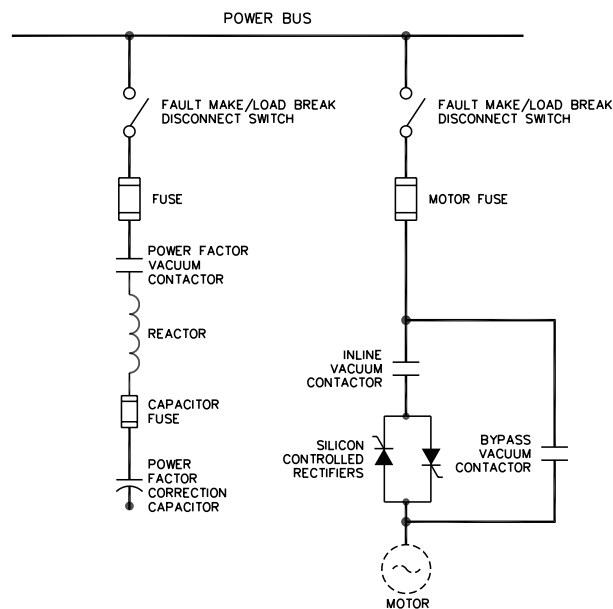 POWER BUS
FAULT MAKE/LOAD BREAK
DISCONNECT SWITCH
FUSE
POWER FACTOR
VACUUM
CONTACTOR
REACTOR
CAPACITOR
FUSE
POWER
FACTOR
CORRECTION
CAPACITOR
FAULT MAKE/LOAD BREAK
DISCONNECT SWITCH
MOTOR FUSE
INLINE
VACUUM
CONTACTOR
SILICON
CONTROLLED
RECTIFIERS
BYPASS
VACUUM
CONTACTOR
MOTOR